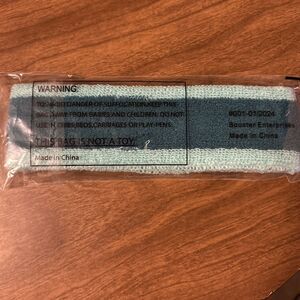 WARNING:
TO AVOID DANGER OF SUFFOCATION,KEEP THIS
BAG AWAY FROM BABIES AND CHILDREN. DO NOT
USE IN CRIBS,BEDS,CARRIAGES OR PLAY-PENS.
THIS BAG IS NOT A TOY.
Made in China
#001-01/2024
Booster Enterprises
Made in China